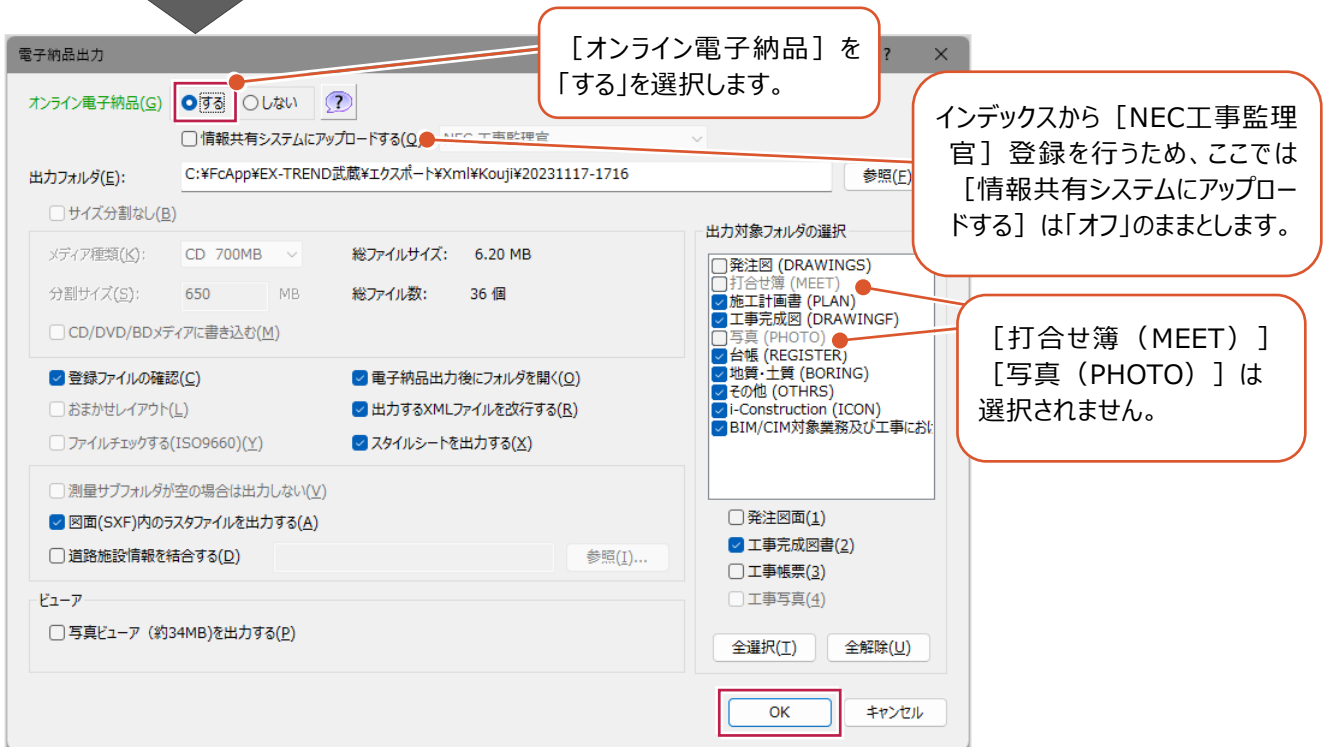 ［オンライン電子納品］を
「する」を選択します。
電子納品出力
?
×
オンライン電子納品(G)
する
しない
?
情報共有システムにアップロードする(Q)
NEC 工事監理官
インデックスから［NEC工事監理
官］登録を行うため、ここでは
［情報共有システムにアップロー
ドする］は「オフ」のままとします。
出力フォルダ(E):
C:¥FcApp¥EX-TREND武蔵¥エクスポート¥Xml¥Kouji¥20231117-1716
参照(F)
サイズ分割なし(B)
メディア種類(K):
CD 700MB
総ファイルサイズ:
6.20 MB
分割サイズ(S):
650
MB
総ファイル数:
36 個
CD/DVD/BDメディアに書き込む(M)
登録ファイルの確認(C)
電子納品出力後にフォルダを開く(O)
おまかせレイアウト(L)
出力するXMLファイルを改行する(R)
ファイルチェックする(ISO9660)(Y)
スタイルシートを出力する(X)
測量サブフォルダが空の場合は出力しない(V)
図面(SXF)内のラスタファイルを出力する(A)
道路施設情報を結合する(D)
参照(I)...
ビューア
写真ビューア（約34MB)を出力する(P)
出力対象フォルダの選択
発注図 (DRAWINGS)
打合せ簿 (MEET)
施工計画書 (PLAN)
工事完成図 (DRAWINGF)
写真 (PHOTO)
台帳 (REGISTER)
地質・土質 (BORING)
その他 (OTHRS)
i-Construction (ICON)
BIM/CIM対象業務及び工事にお
［打合せ簿（MEET）］
［写真（PHOTO）］は
選択されません。
発注図面(1)
工事完成図書(2)
工事帳票(3)
工事写真(4)
全選択(T)
全解除(U)
OK
キャンセル